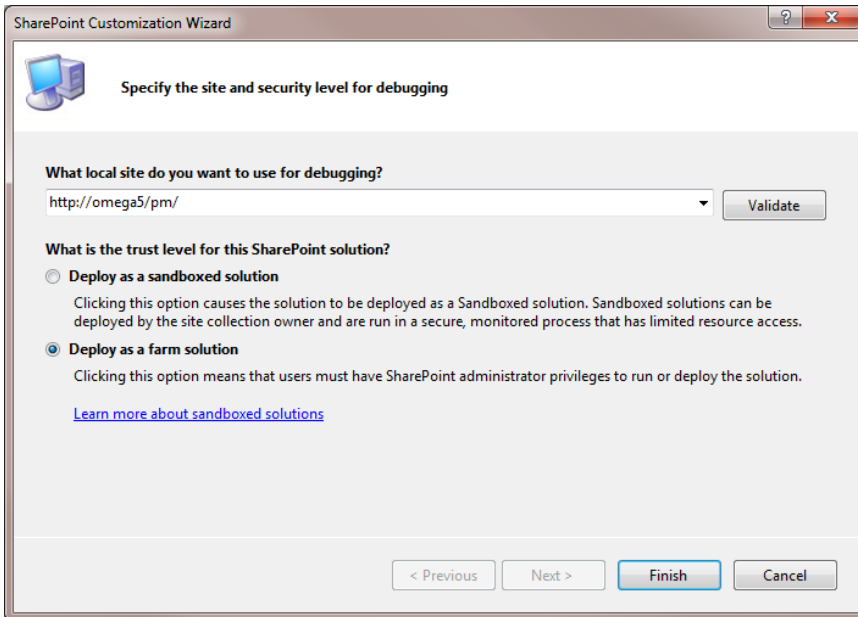 SharePoint Customization Wizard
?
X
Specify the site and security level for debugging
What local site do you want to use for debugging?
http://omega5/pm/
Validate
What is the trust level for this SharePoint solution?
Deploy as a sandboxed solution
Clicking this option causes the solution to be deployed as a Sandboxed solution. Sandboxed solutions can be
deployed by the site collection owner and are run in a secure, monitored process that has limited resource access.
Deploy as a farm solution
Clicking this option means that users must have SharePoint administrator privileges to run or deploy the solution.
Learn more about sandboxed solutions
< Previous
Next >
Finish
Cancel